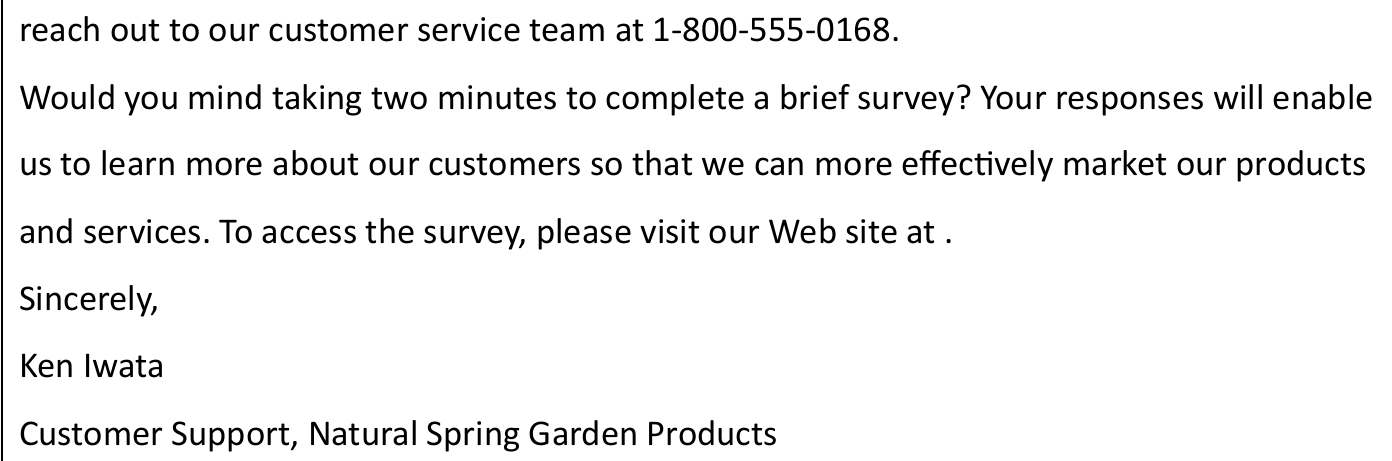 reach out to our customer service team at 1-800-555-0168.
Would you mind taking two minutes to complete a brief survey? Your responses will enable
us to learn more about our customers so that we can more effectively market our products
and services. To access the survey, please visit our Web site at .
Sincerely,
Ken Iwata
Customer Support, Natural Spring Garden Products